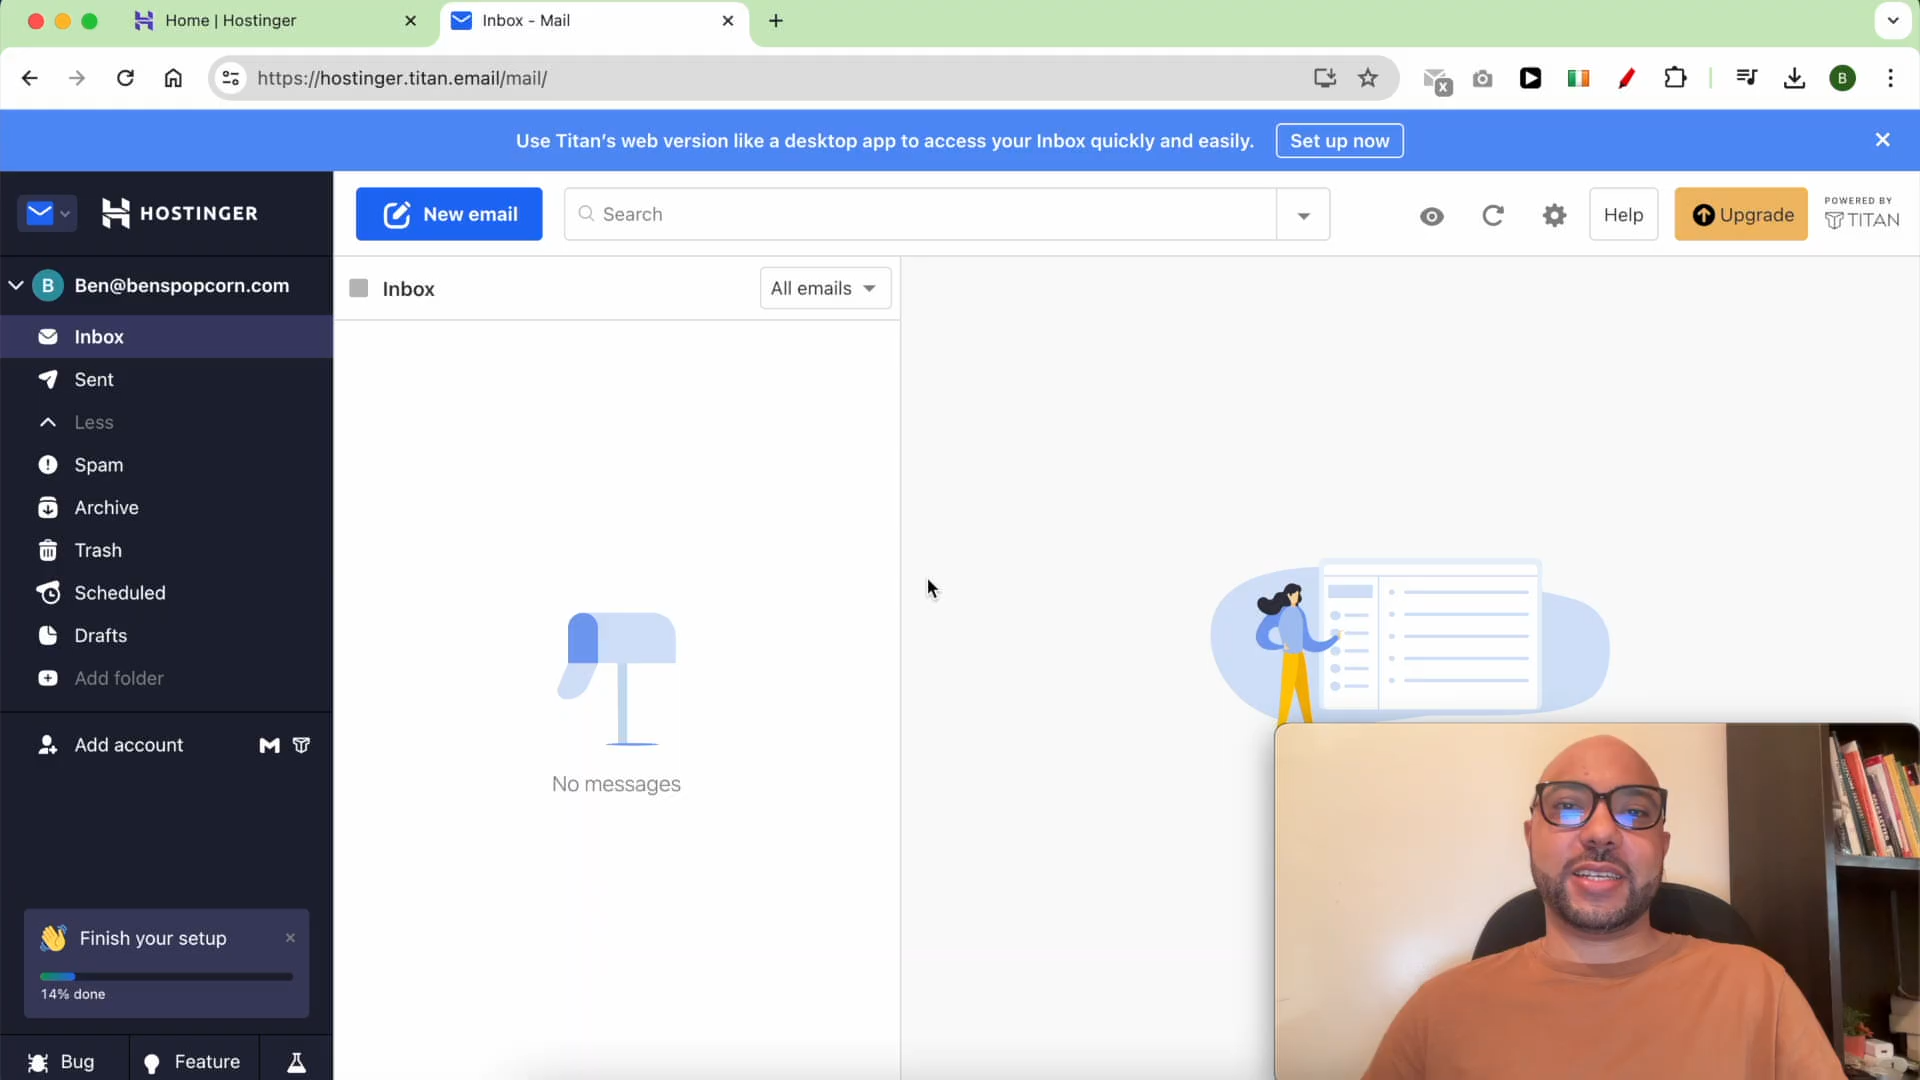 Home | Hostinger
Inbox - Mail
https://hostinger.titan.email/mail/
B
Use Titan’s web version like a desktop app to access your Inbox quickly and easily.
Set up now
HOSTINGER
New email
Search
Help
Upgrade
POWERED BY
TITAN
B
Ben@benspopcorn.com
Inbox
All emails
Inbox
Sent
Less
Spam
Archive
Trash
Scheduled
Drafts
Add folder
Add account
No messages
Finish your setup
14% done
Bug
Feature